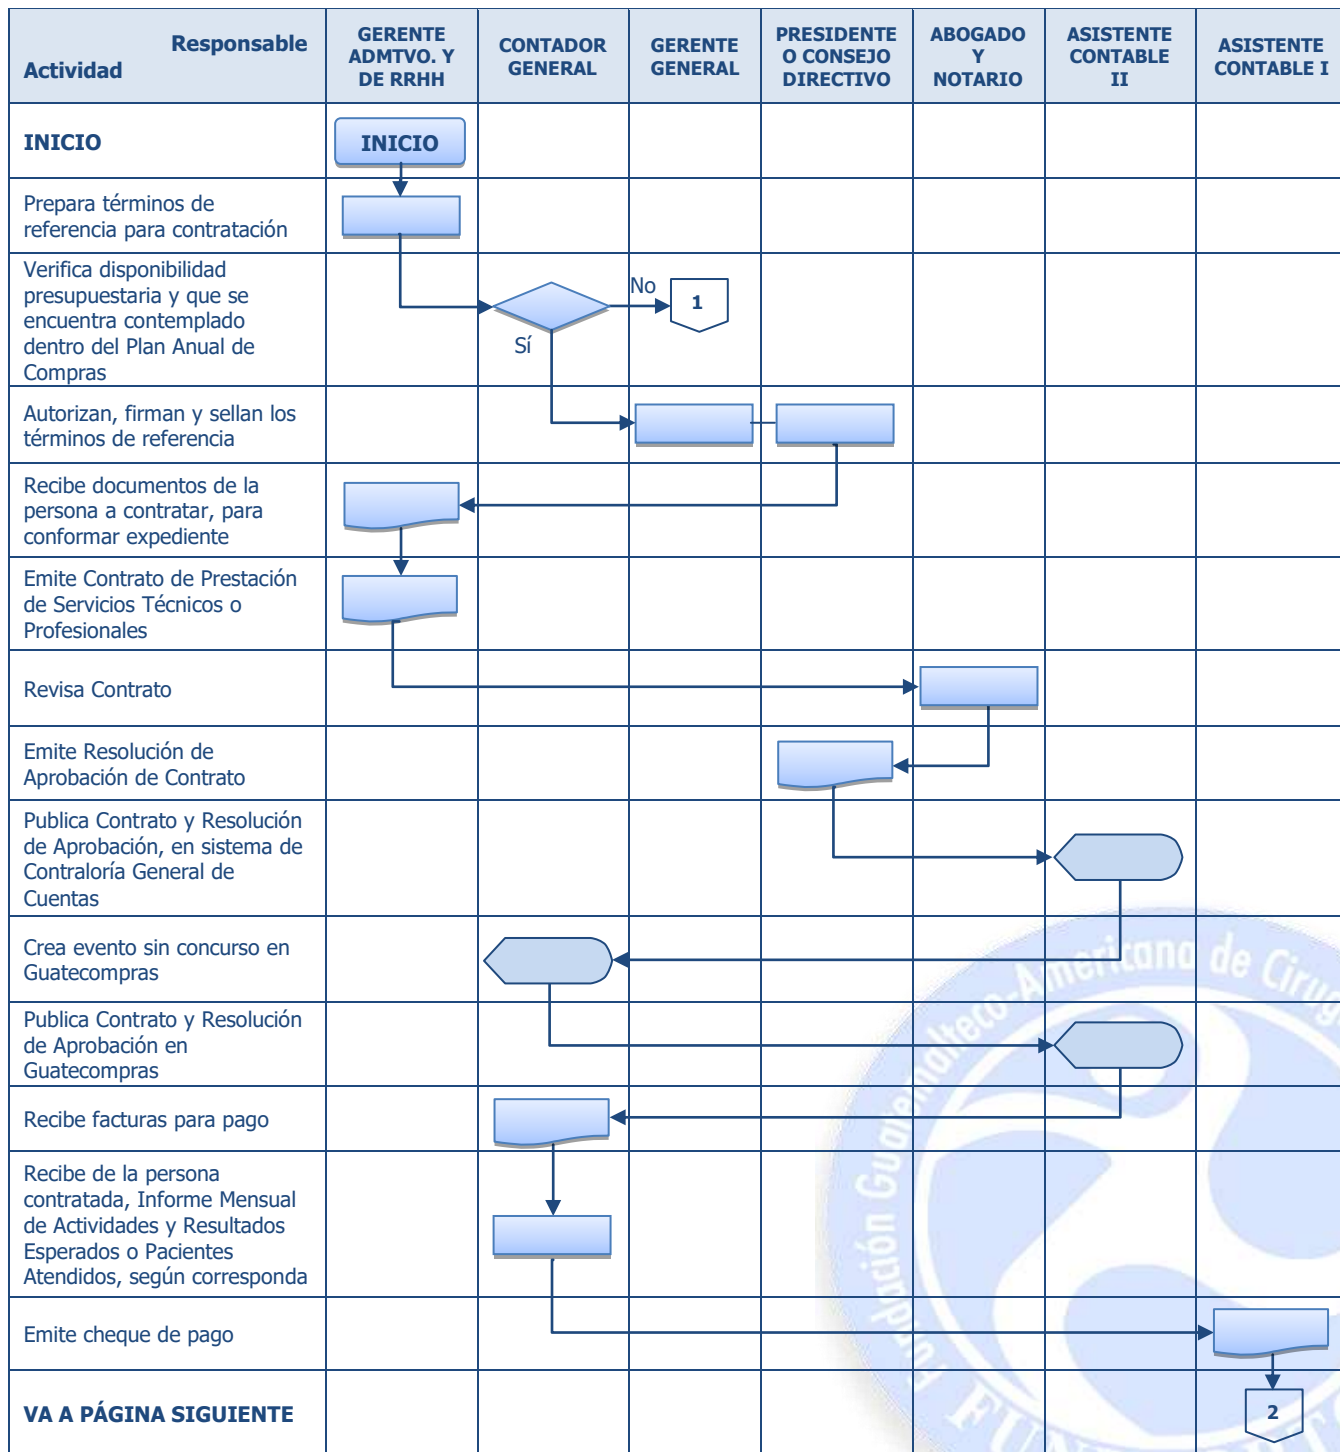 Responsable
Actividad
GERENTE
ADMTVO. Y
DE RRHH
CONTADOR
GENERAL
GERENTE
GENERAL
PRESIDENTE
O CONSEJO
DIRECTIVO
ABOGADO
Y
NOTARIO
ASISTENTE
CONTABLE
II
ASISTENTE
CONTABLE I
INICIO
INICIO
Prepara términos de
referencia para contratación
Verifica disponibilidad
presupuestaria y que se
encuentra contemplado
dentro del Plan Anual de
Compras
No
1
Sí
Autorizan, firman y sellan los
términos de referencia
Recibe documentos de la
persona a contratar, para
conformar expediente
Emite Contrato de Prestación
de Servicios Técnicos o
Profesionales
Revisa Contrato
Emite Resolución de
Aprobación de Contrato
Publica Contrato y Resolución
de Aprobación, en sistema de
Contraloría General de
Cuentas
Crea evento sin concurso en
Guatecompras
Publica Contrato y Resolución
de Aprobación en
Guatecompras
Recibe facturas para pago
Recibe de la persona
contratada, Informe Mensual
de Actividades y Resultados
Esperados o Pacientes
Atendidos, según corresponda
Emite cheque de pago
VA A PÁGINA SIGUIENTE
2
Fundación Guatemalteco-Americana de